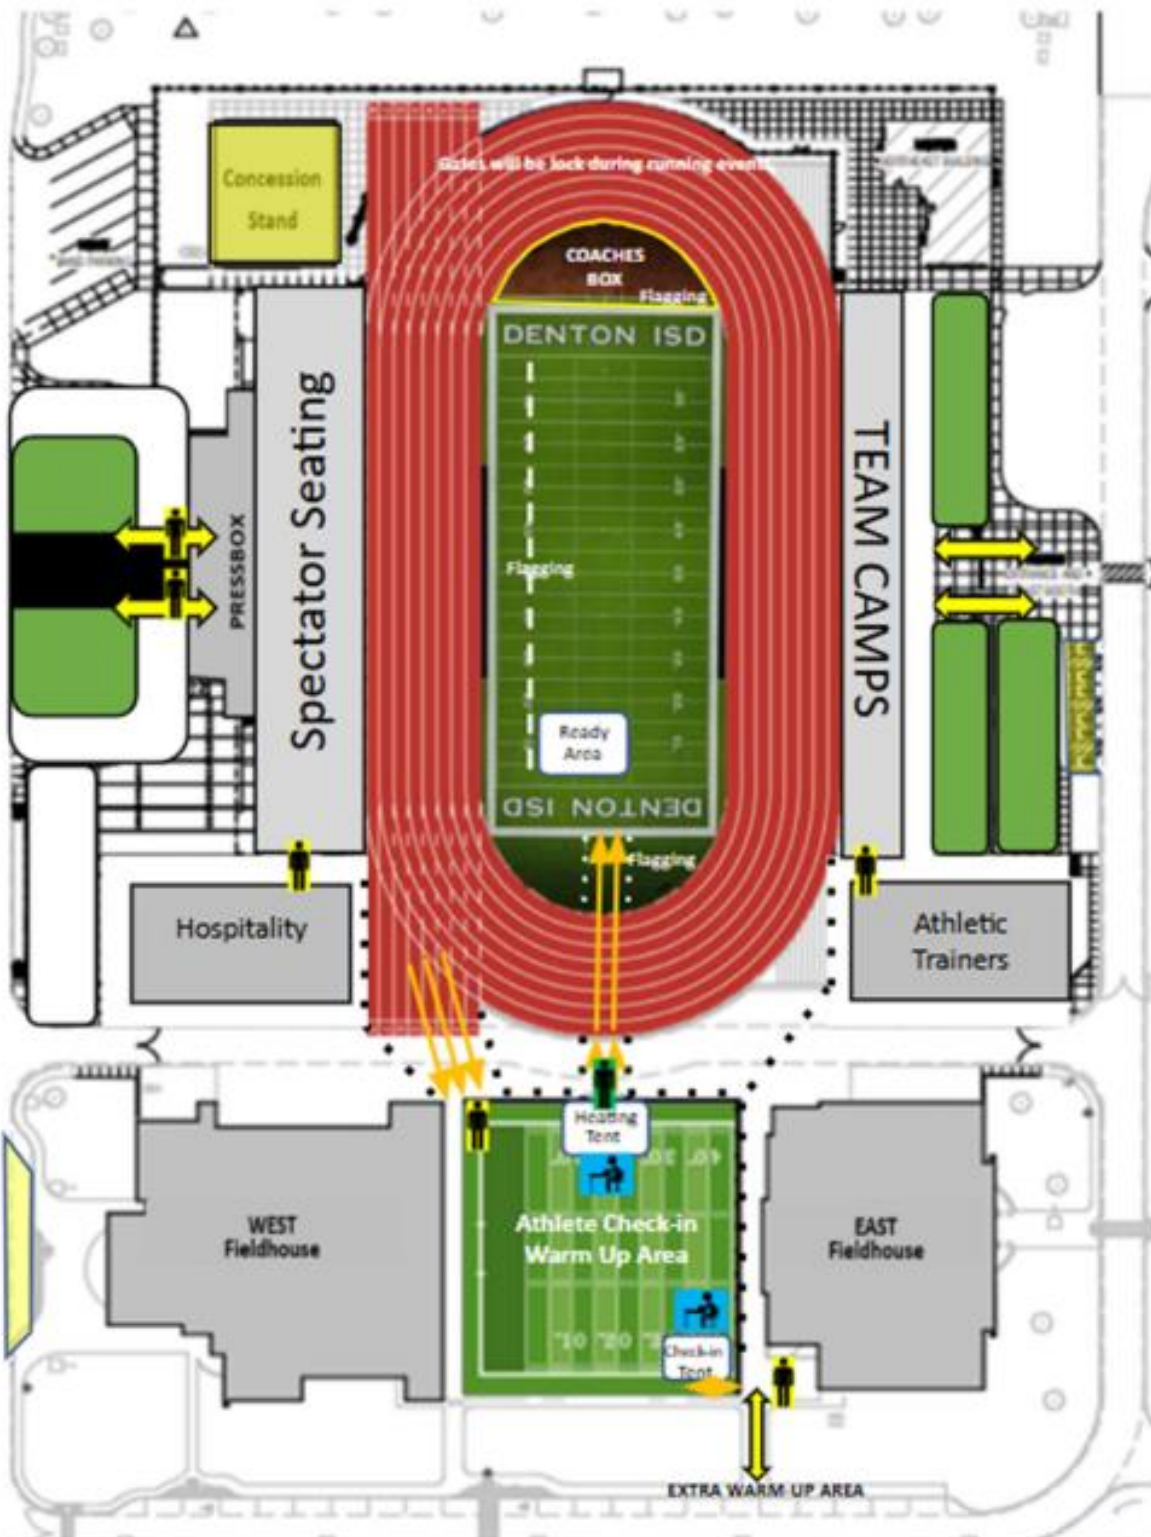 Concession
Stand
Gates will be lock during running event
COACHES
BOX
Flagging
DENTON ISD
Spectator Seating
PRESSBOX
TEAM CAMPS
Flagging
Ready
Area
DENTON ISD
Flagging
Hospitality
Athletic
Trainers
Heating
Tent
WEST
Fieldhouse
Athlete Check-in
Warm Up Area
EAST
Fieldhouse
Check-in
Tent
EXTRA WARM UP AREA